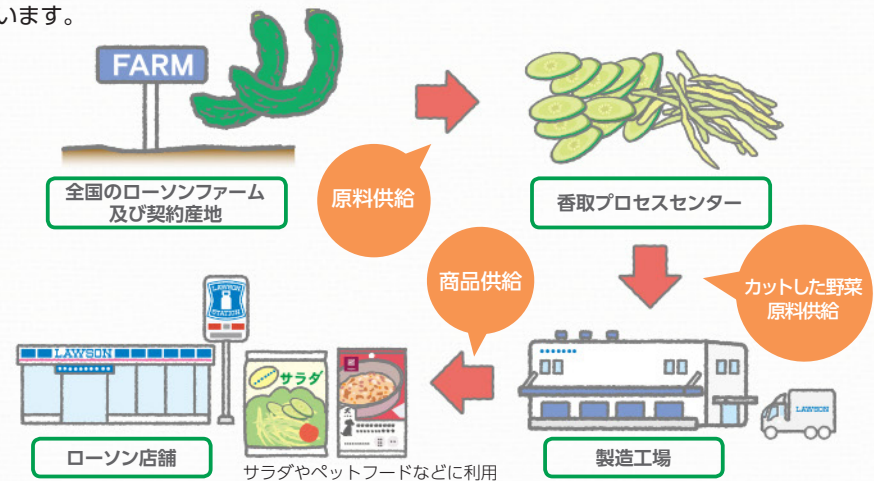 います。
FARM
全国のローソンファーム
及び契約産地
原料供給
香取プロセスセンター
カットした野菜
原料供給
商品供給
LAWSON
STATION
LAWSON
サラダ
LAWSON
ローソン店舗
サラダやペットフードなどに利用
製造工場